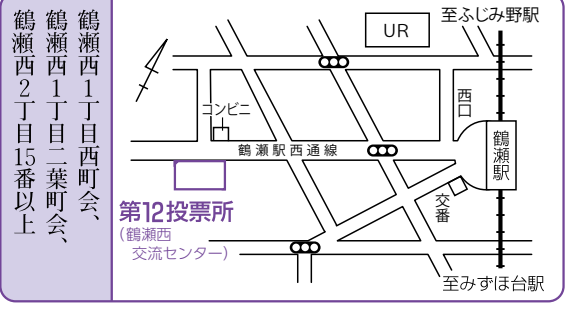 鶴瀬西1丁目西町会、
鶴瀬西1丁目二葉町会、
鶴瀬西2丁目15番以上
至ふじみ野駅
UR
西口
コンビニ
鶴瀬駅西通線
鶴瀬駅
第12投票所
(鶴瀬西
交流センター)
交番
至みずほ台駅